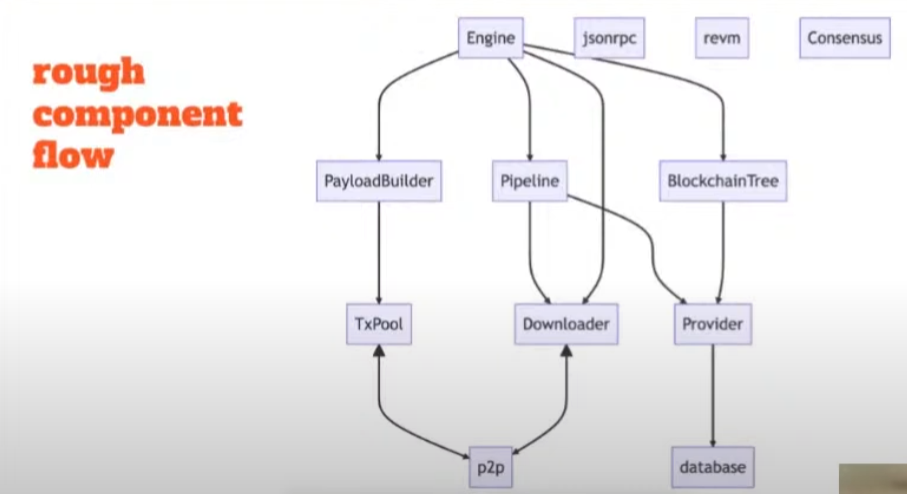 rough
component
flow
Engine
jsonrpc
revm
Consensus
PayloadBuilder
Pipeline
BlockchainTree
TxPool
Downloader
Provider
p2p
database